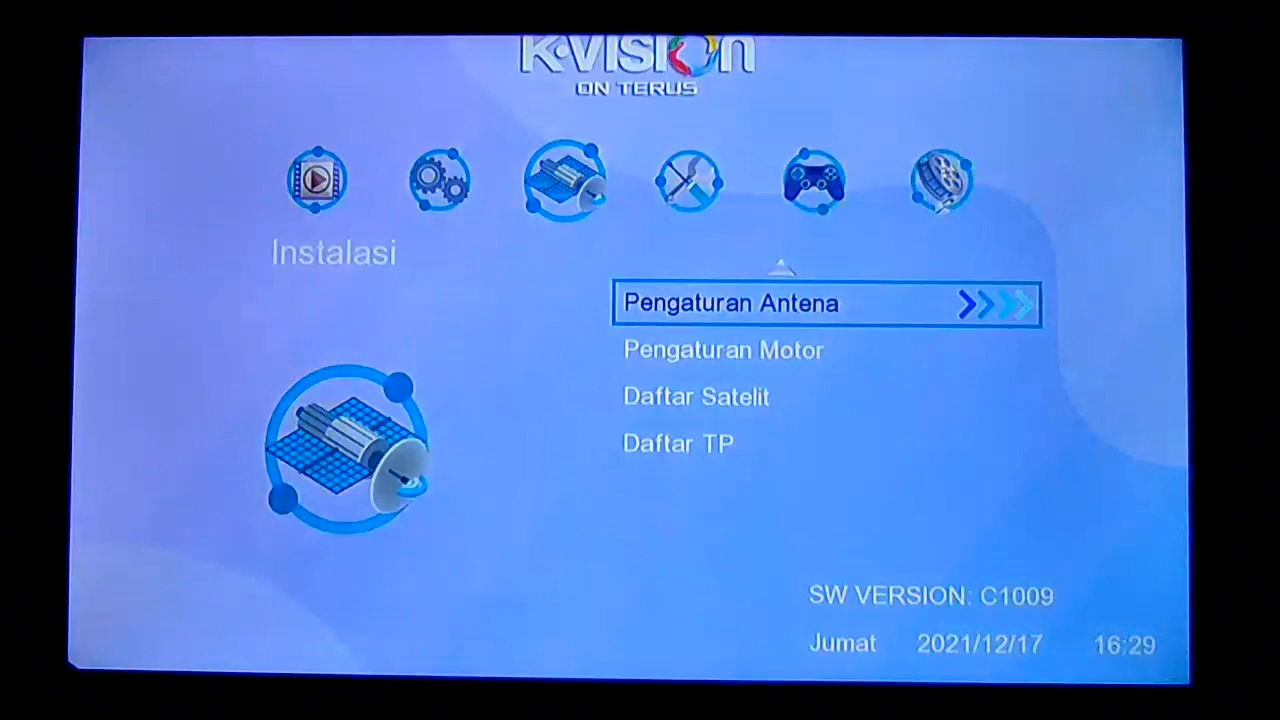 K-VISION
ON TERUS
Instalasi
Pengaturan Antena
Pengaturan Motor
Daftar Satelit
Daftar TP
SW VERSION: C1009
Jumat 2021/12/17 16:29